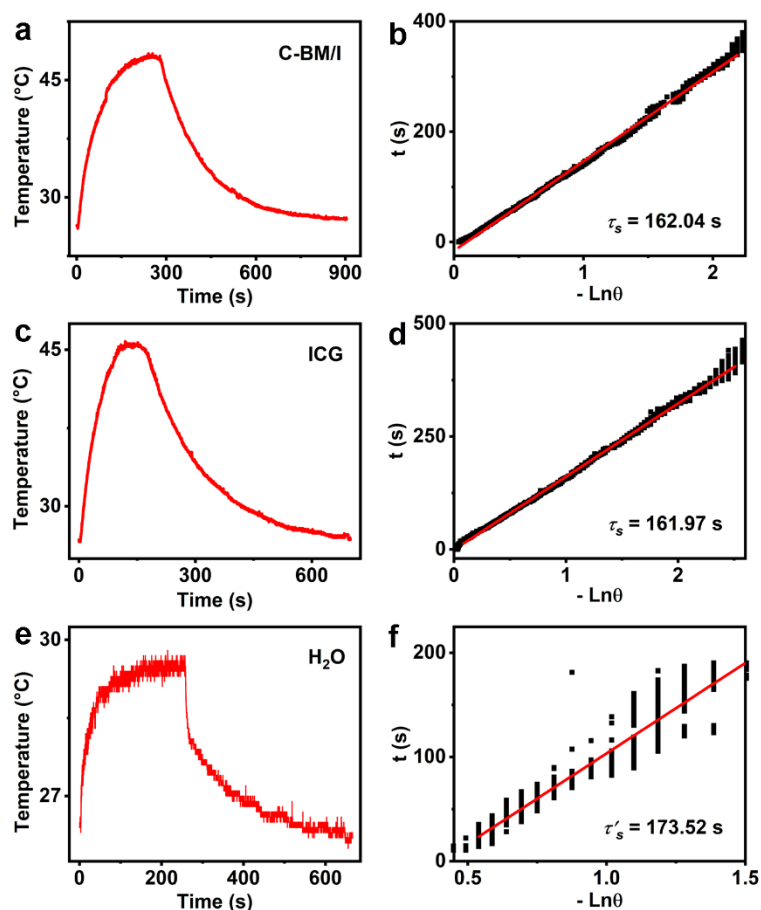 a
C-BM/I
Temperature (°C)
45
30
0 300 600 900
Time (s)
b
t (s)
400
200
0
τs = 162.04 s
0 1 2
- Lnθ
c
ICG
Temperature (°C)
45
30
0 300 600
Time (s)
d
t (s)
500
250
0
τs = 161.97 s
0 1 2
- Lnθ
e
H2O
Temperature (°C)
30
27
0 200 400 600
Time (s)
f
t (s)
200
100
0
τ′s = 173.52 s
0.5 1.0 1.5
- Lnθ